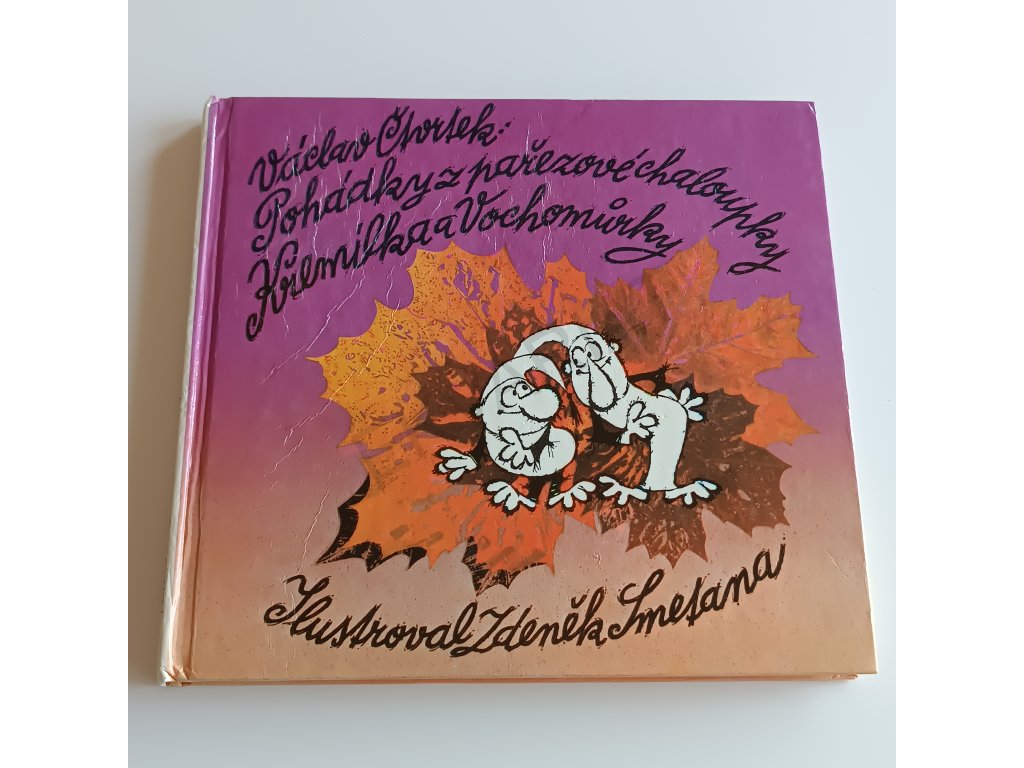 Václav Čtvrtek:
Pohádky z pařezové chaloupky
Křemílka a Vochomůrky
Ilustroval Zdeněk Smetana